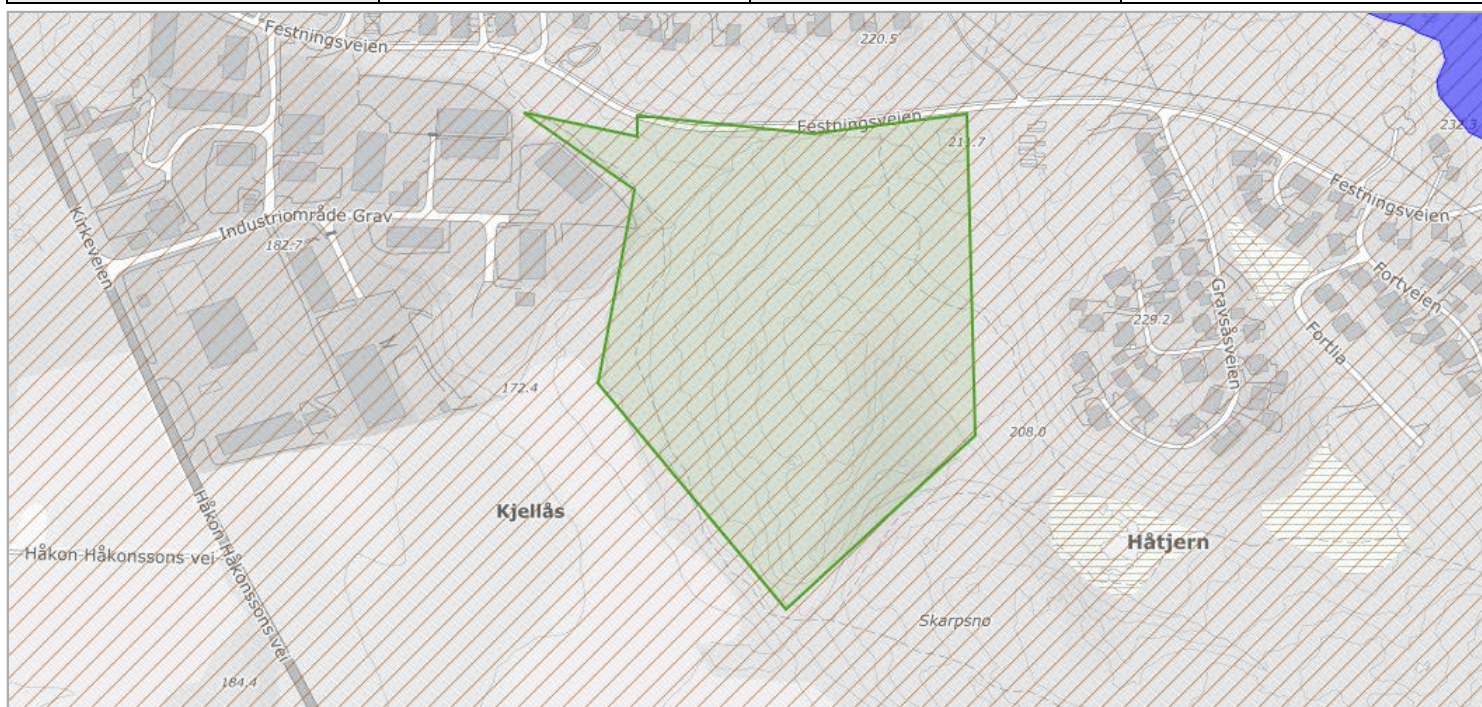 Festningsveien
220.5
Festningsveien
232.3
Festningsveien
Kirkeveien
Industriområde Grav
182.7
Fortveien
Gravsåsveien
229.2
Fortlia
172.4
208.0
Kjellås
Håkon Håkonssons vei
Håtjern
Håkon Håkonssons vei
Skarpsnø
184.4